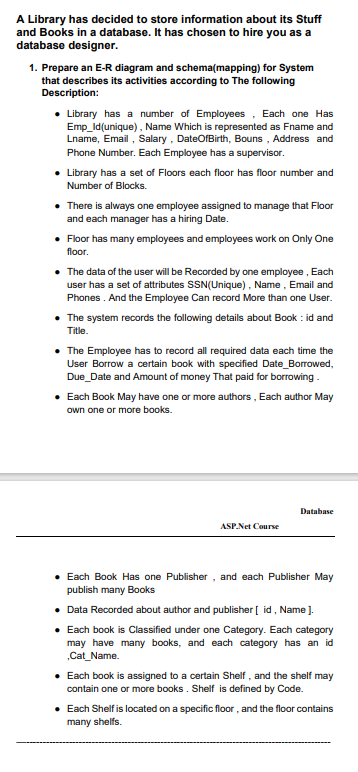 A Library has decided to store information about its Stuff
and Books in a database. It has chosen to hire you as a
database designer.
1. Prepare an E-R diagram and schema(mapping) for System
that describes its activities according to The following
Description:
• Library has a number of Employees , Each one Has
Emp_Id(unique) , Name Which is represented as Fname and
Lname, Email , Salary , DateOfBirth, Bouns , Address and
Phone Number. Each Employee has a supervisor.
• Library has a set of Floors each floor has floor number and
Number of Blocks.
• There is always one employee assigned to manage that Floor
and each manager has a hiring Date.
• Floor has many employees and employees work on Only One
floor.
• The data of the user will be Recorded by one employee , Each
user has a set of attributes SSN(Unique) , Name , Email and
Phones . And the Employee Can record More than one User.
• The system records the following details about Book : id and
Title.
• The Employee has to record all required data each time the
User Borrow a certain book with specified Date_Borrowed,
Due_Date and Amount of money That paid for borrowing .
• Each Book May have one or more authors , Each author May
own one or more books.
Database
ASP.Net Course
• Each Book Has one Publisher , and each Publisher May
publish many Books
• Data Recorded about author and publisher [ id , Name ].
• Each book is Classified under one Category. Each category
may have many books, and each category has an id
,Cat_Name.
• Each book is assigned to a certain Shelf , and the shelf may
contain one or more books . Shelf is defined by Code.
• Each Shelf is located on a specific floor , and the floor contains
many shelfs.